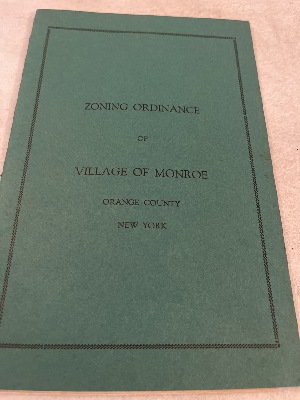 ZONING ORDINANCE
OF
VILLAGE OF MONROE
ORANGE COUNTY
NEW YORK